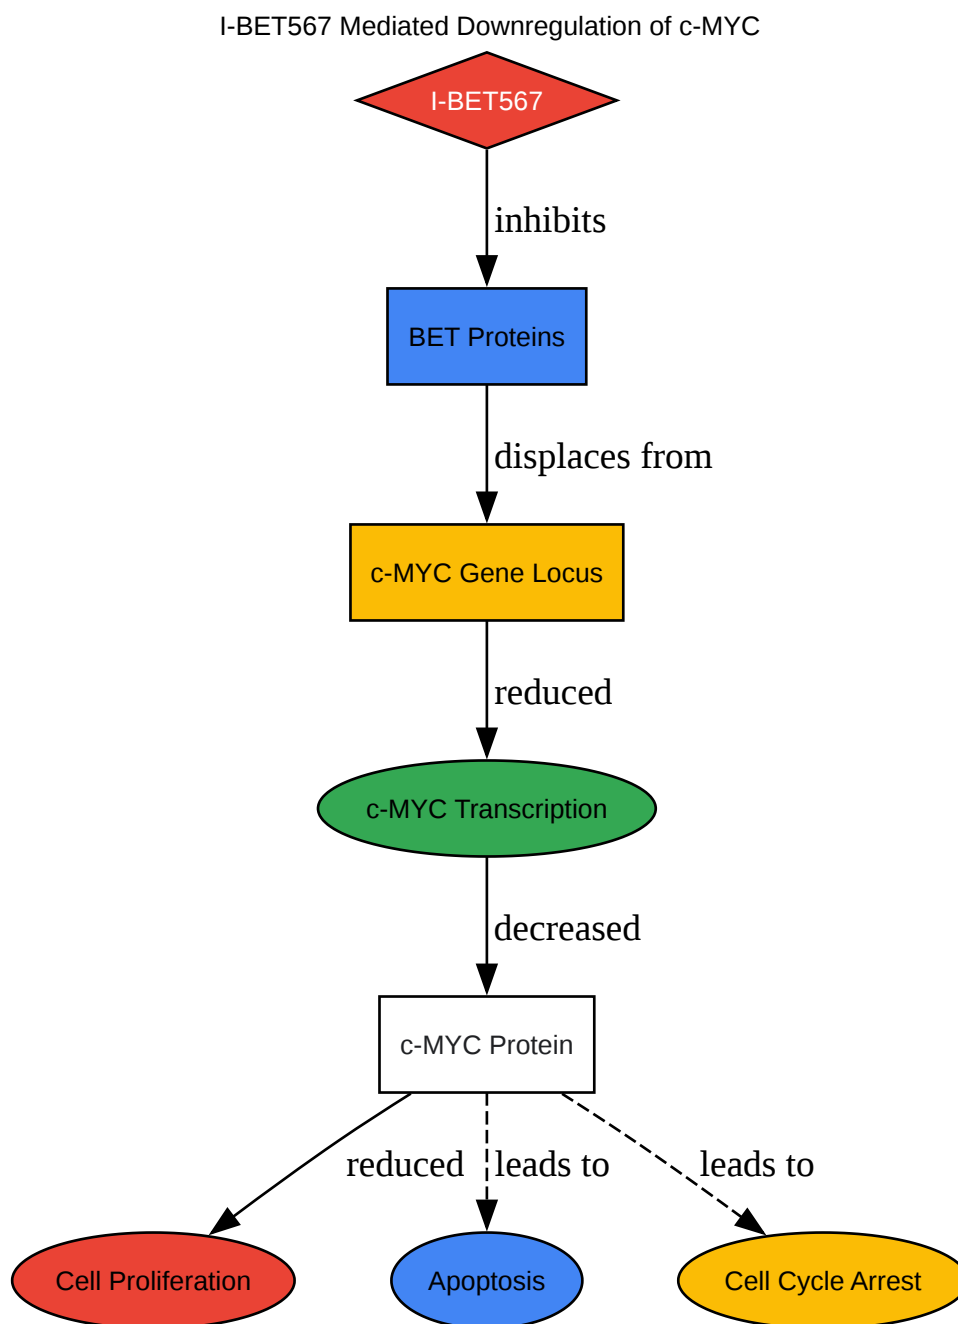 I-BET567 Mediated Downregulation of c-MYC
I-BET567
inhibits
BET Proteins
displaces from
c-MYC Gene Locus
reduced
c-MYC Transcription
decreased
c-MYC Protein
reduced
leads to
leads to
Cell Proliferation
Apoptosis
Cell Cycle Arrest